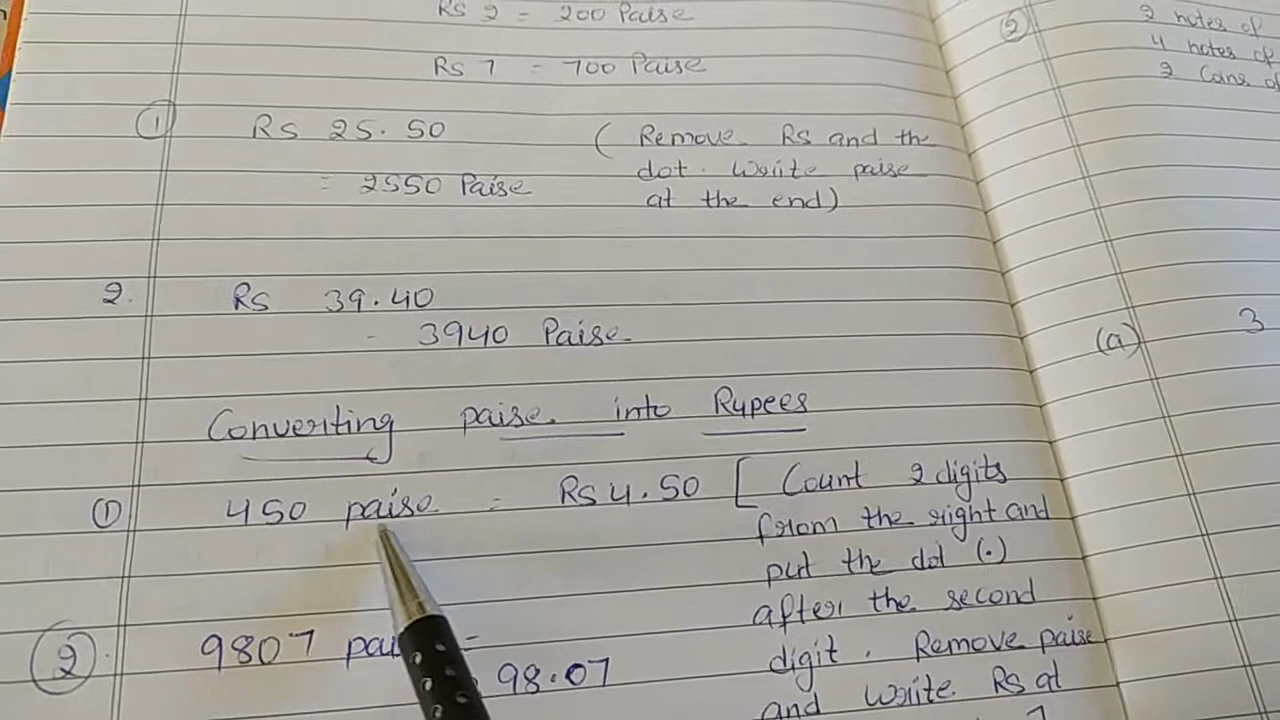 Rs 2 = 200 Paise
Rs 7 = 700 Paise
① Rs 25.50 ( Remove Rs and the
= 2550 Paise dot. Write paise
at the end)
2. Rs 39.40
- 3940 Paise.
Converting paise into Rupees
① 450 paise = Rs 4.50 [ Count 2 digits
from the right and
put the dot (.)
after the second
② 9807 pai = digit. Remove paise
98.07 and write Rs at
⑤ 2 notes of
4 notes of
2 Coins of
(a) 3